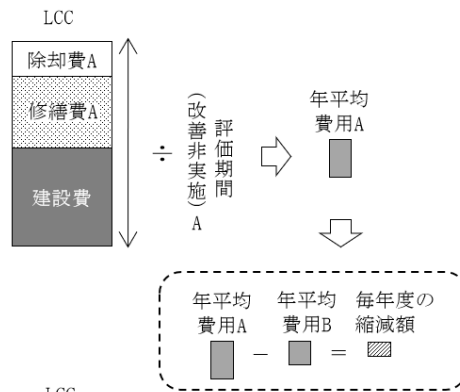 LCC
除却費A
修繕費A
建設費
÷
評価期間
(改善非実施)A
年平均
費用A
年平均
費用A
−
年平均
費用B
=
毎年度の
縮減額